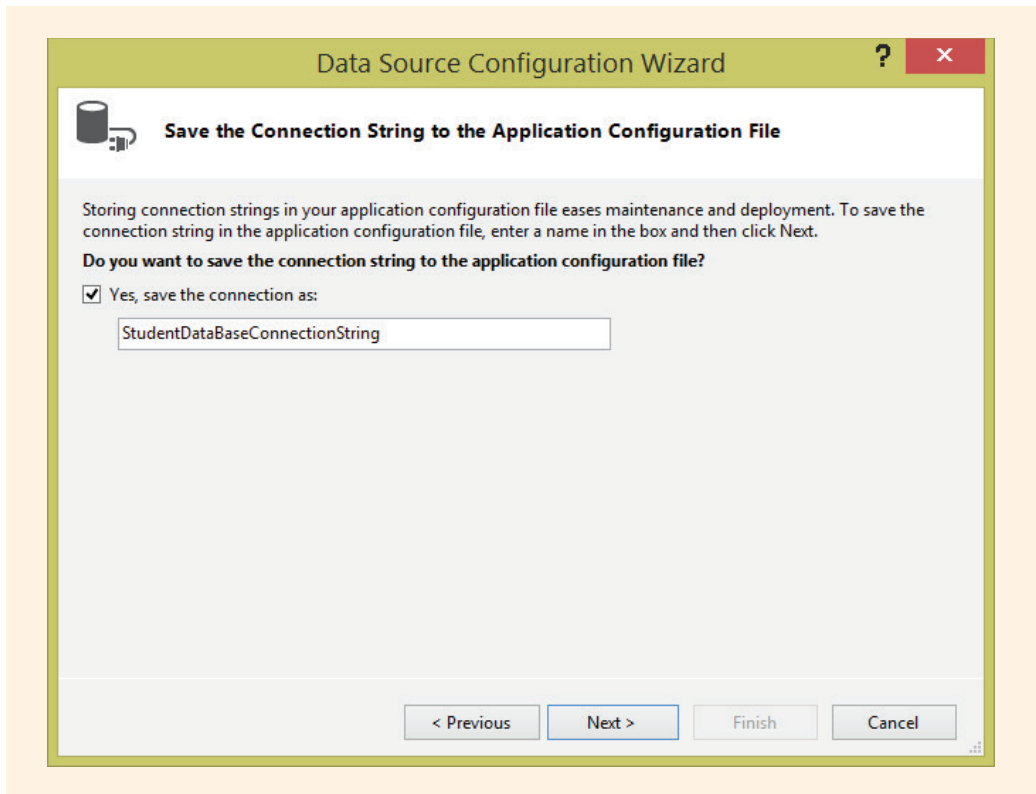 Data Source Configuration Wizard
? x
Save the Connection String to the Application Configuration File
Storing connection strings in your application configuration file eases maintenance and deployment. To save the
connection string in the application configuration file, enter a name in the box and then click Next.
Do you want to save the connection string to the application configuration file?
Yes, save the connection as:
StudentDataBaseConnectionString
< Previous
Next >
Finish
Cancel